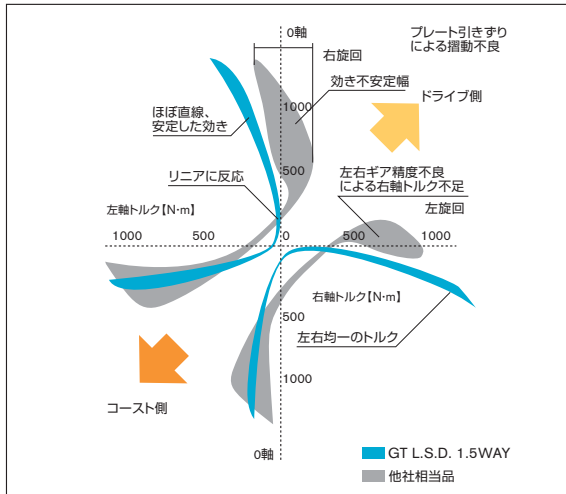 0軸
プレート引きずり
による摺動不良
右旋回
効き不安定幅
ドライブ側
1000
ほぼ直線、
安定した効き
500
リニアに反応
左右ギア精度不良
による右軸トルク不足
左旋回
左軸トルク【N・m】
1000
500
0
500
1000
右軸トルク【N・m】
500
左右均一のトルク
1000
コースト側
0軸
GT L.S.D. 1.5WAY
他社相当品